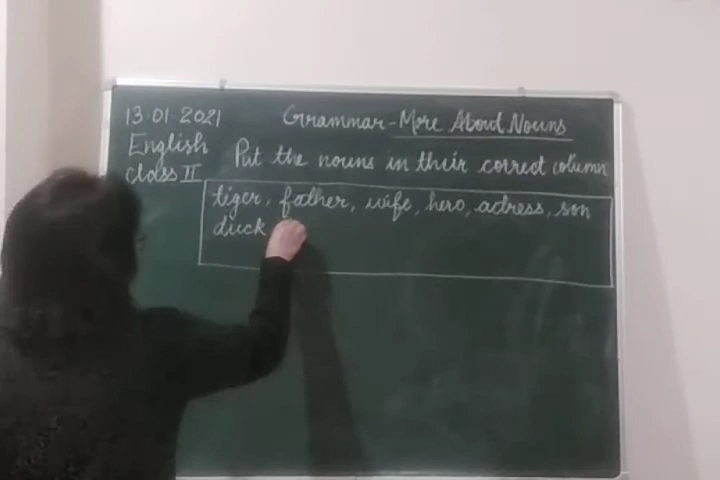 13.01.2021
Grammar - More About Nouns
English
Class II
Put the nouns in their correct column
tiger, father, wife, hero, actress, son
duck